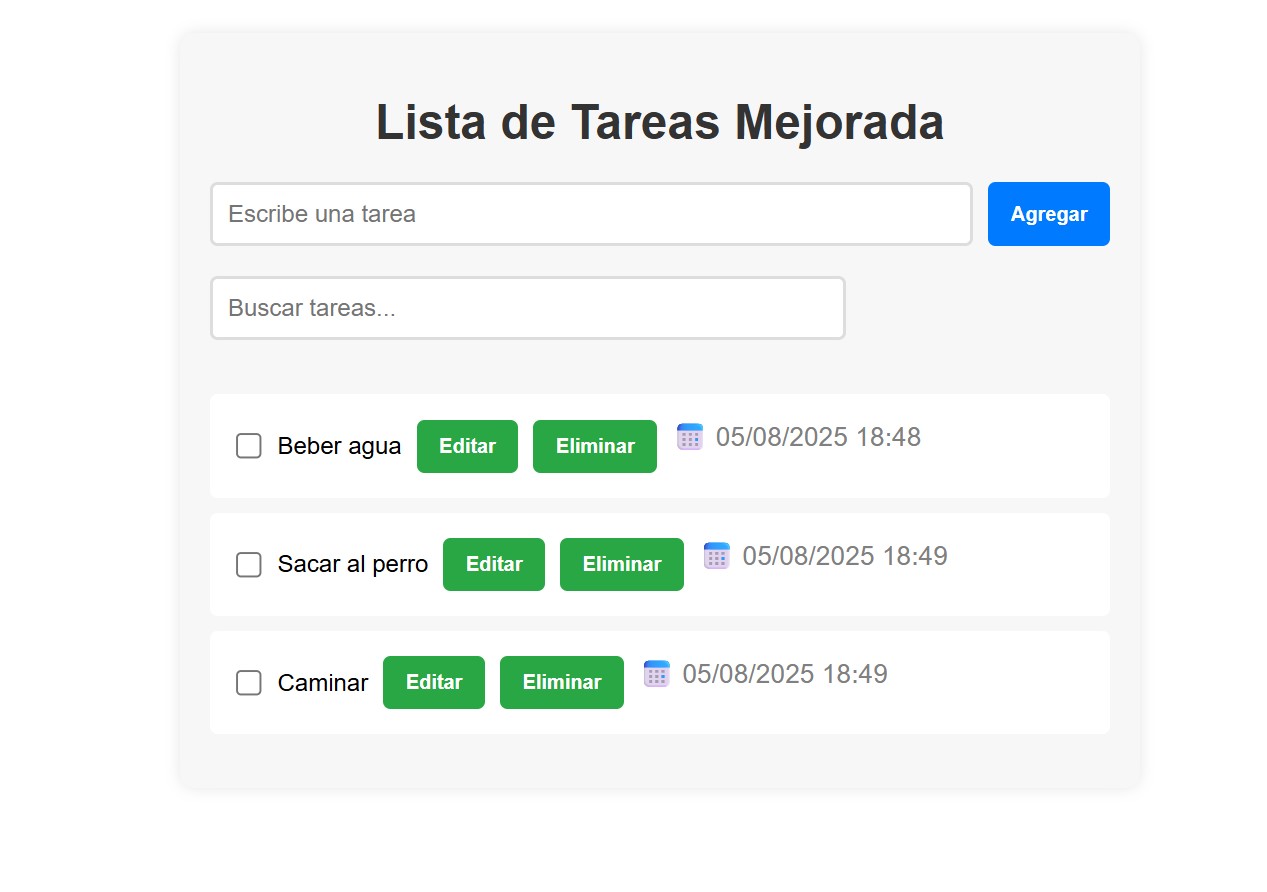 Lista de Tareas Mejorada
Escribe una tarea Agregar
Buscar tareas...
Beber agua Editar Eliminar 05/08/2025 18:48
Sacar al perro Editar Eliminar 05/08/2025 18:49
Caminar Editar Eliminar 05/08/2025 18:49